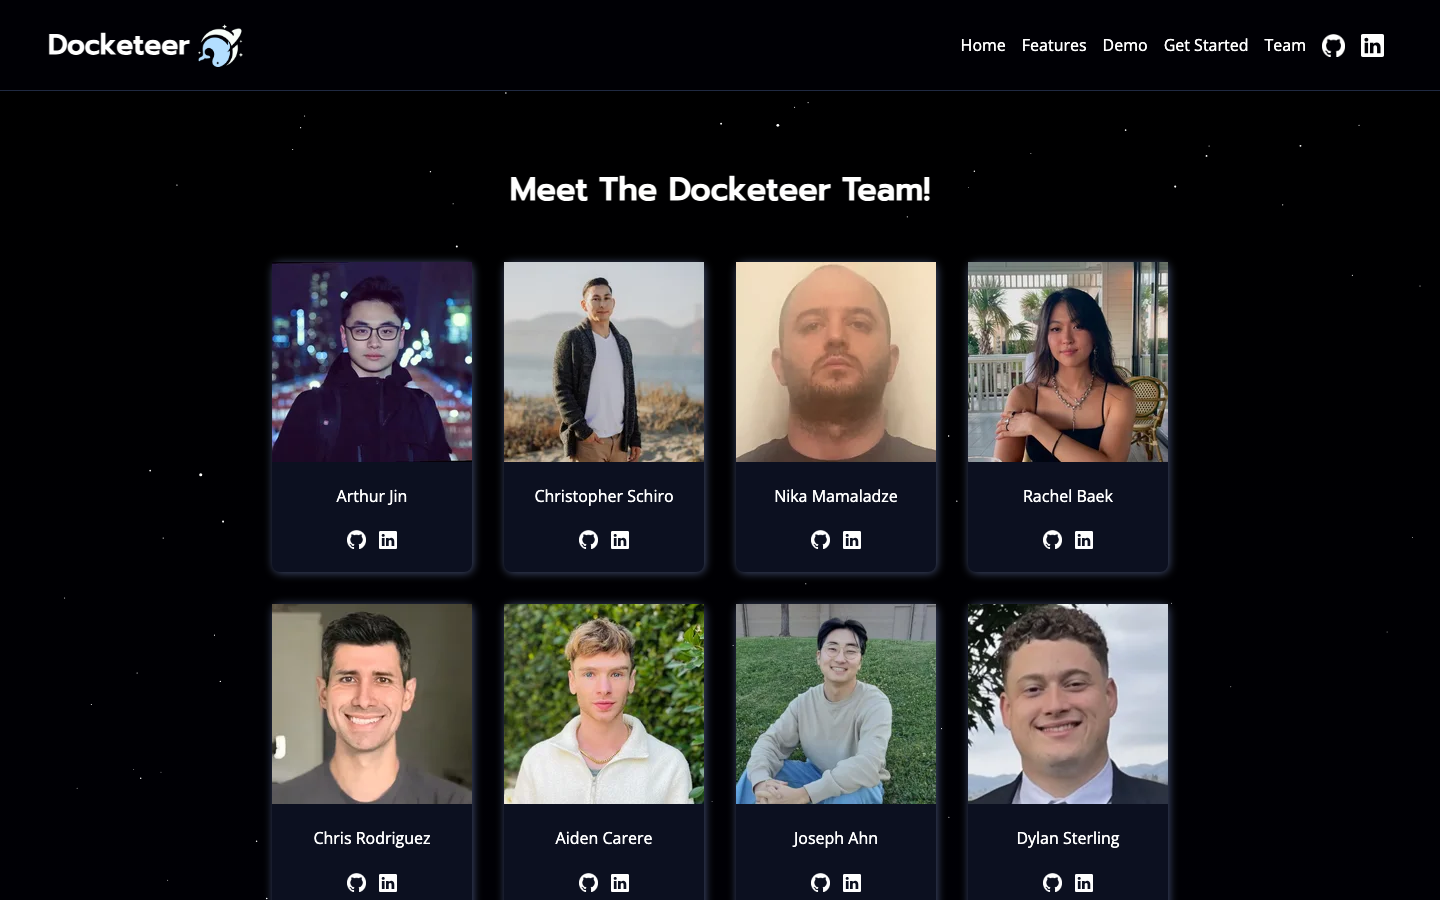 Docketeer
Home Features Demo Get Started Team
Meet The Docketeer Team!
Arthur Jin
Christopher Schiro
Nika Mamaladze
Rachel Baek
Chris Rodriguez
Aiden Carere
Joseph Ahn
Dylan Sterling